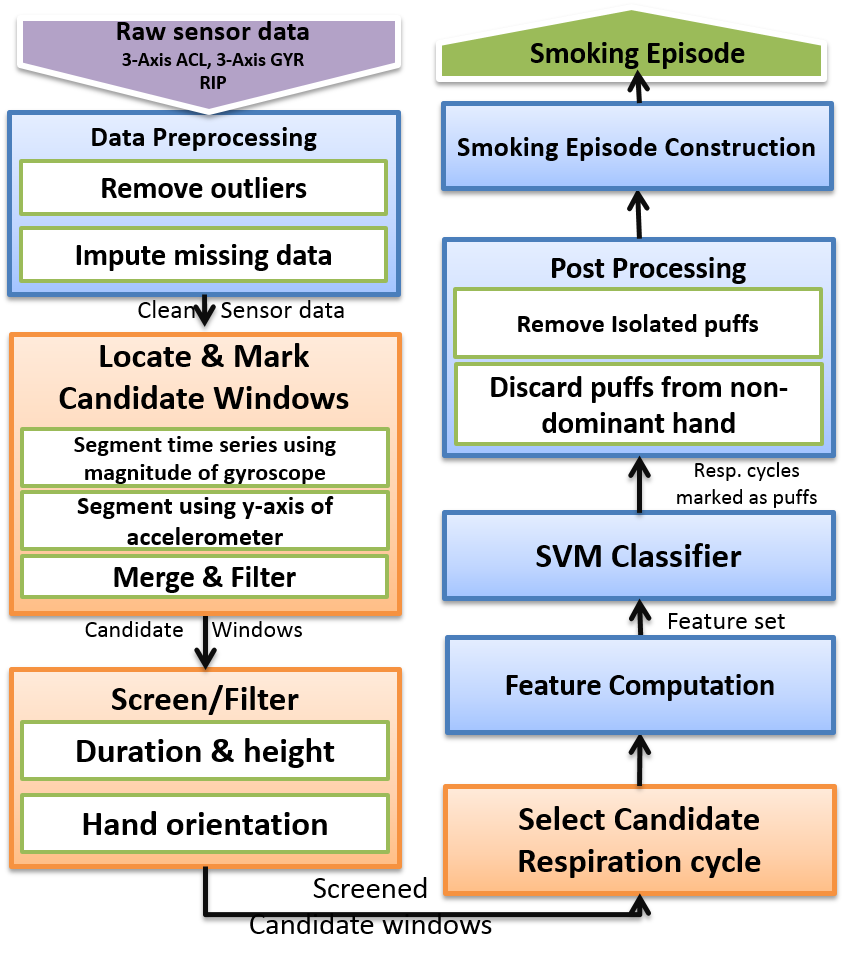 Raw sensor data
3-Axis ACL, 3-Axis GYR
RIP
Data Preprocessing
Remove outliers
Impute missing data
Clean Sensor data
Locate & Mark
Candidate Windows
Segment time series using
magnitude of gyroscope
Segment using y-axis of
accelerometer
Merge & Filter
Candidate Windows
Screen/Filter
Duration & height
Hand orientation
Screened
Candidate windows
Select Candidate
Respiration cycle
Feature Computation
Feature set
SVM Classifier
Resp. cycles
marked as puffs
Post Processing
Remove Isolated puffs
Discard puffs from non-
dominant hand
Smoking Episode Construction
Smoking Episode